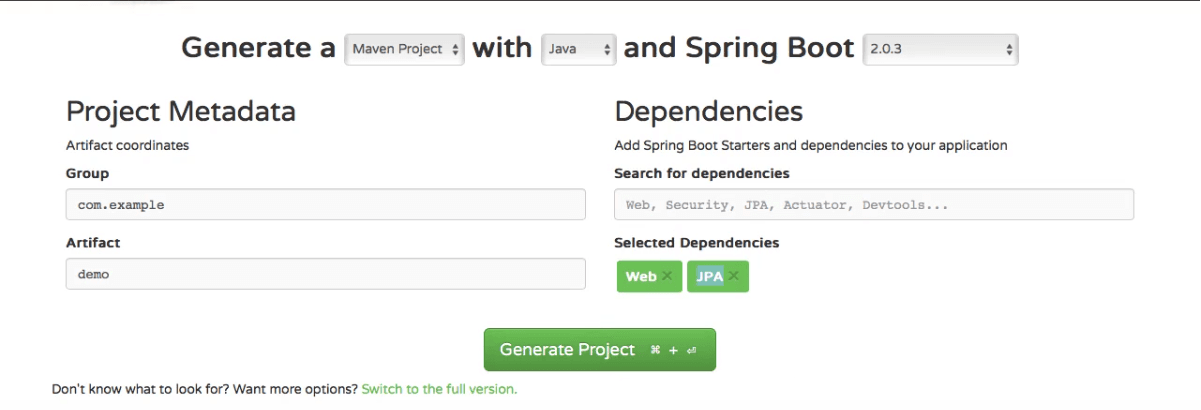 Generate a Maven Project with Java and Spring Boot 2.0.3
Project Metadata
Artifact coordinates
Group
com.example
Artifact
demo
Dependencies
Add Spring Boot Starters and dependencies to your application
Search for dependencies
Web, Security, JPA, Actuator, Devtools...
Selected Dependencies
Web × JPA ×
Generate Project ⌘ + ⏎
Don't know what to look for? Want more options? Switch to the full version.